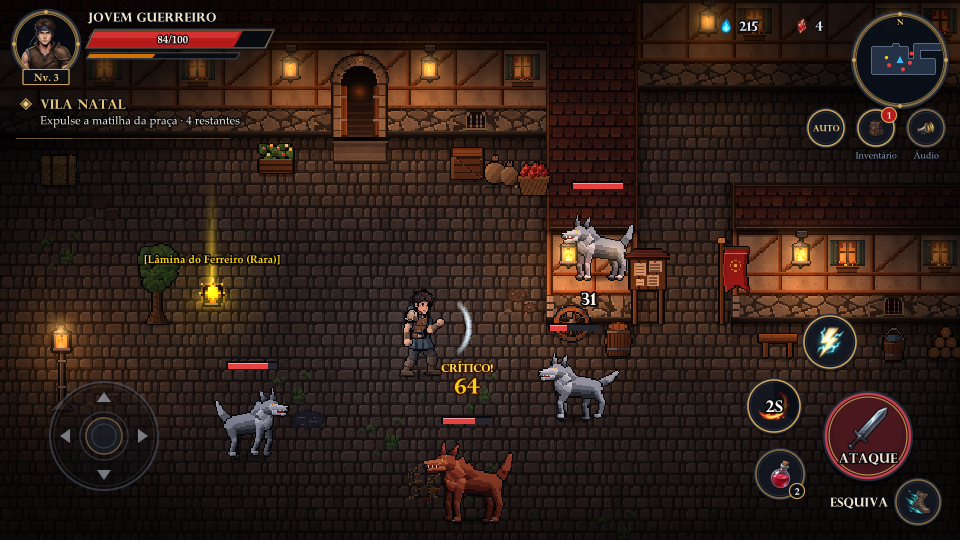 JOVEM GUERREIRO
84/100
Nv. 3
215
4
N
VILA NATAL
Expulse a matilha da praça · 4 restantes
AUTO
1
Inventário
Áudio
[Lâmina do Ferreiro (Rara)]
31
CRÍTICO!
64
2S
ATAQUE
2
ESQUIVA